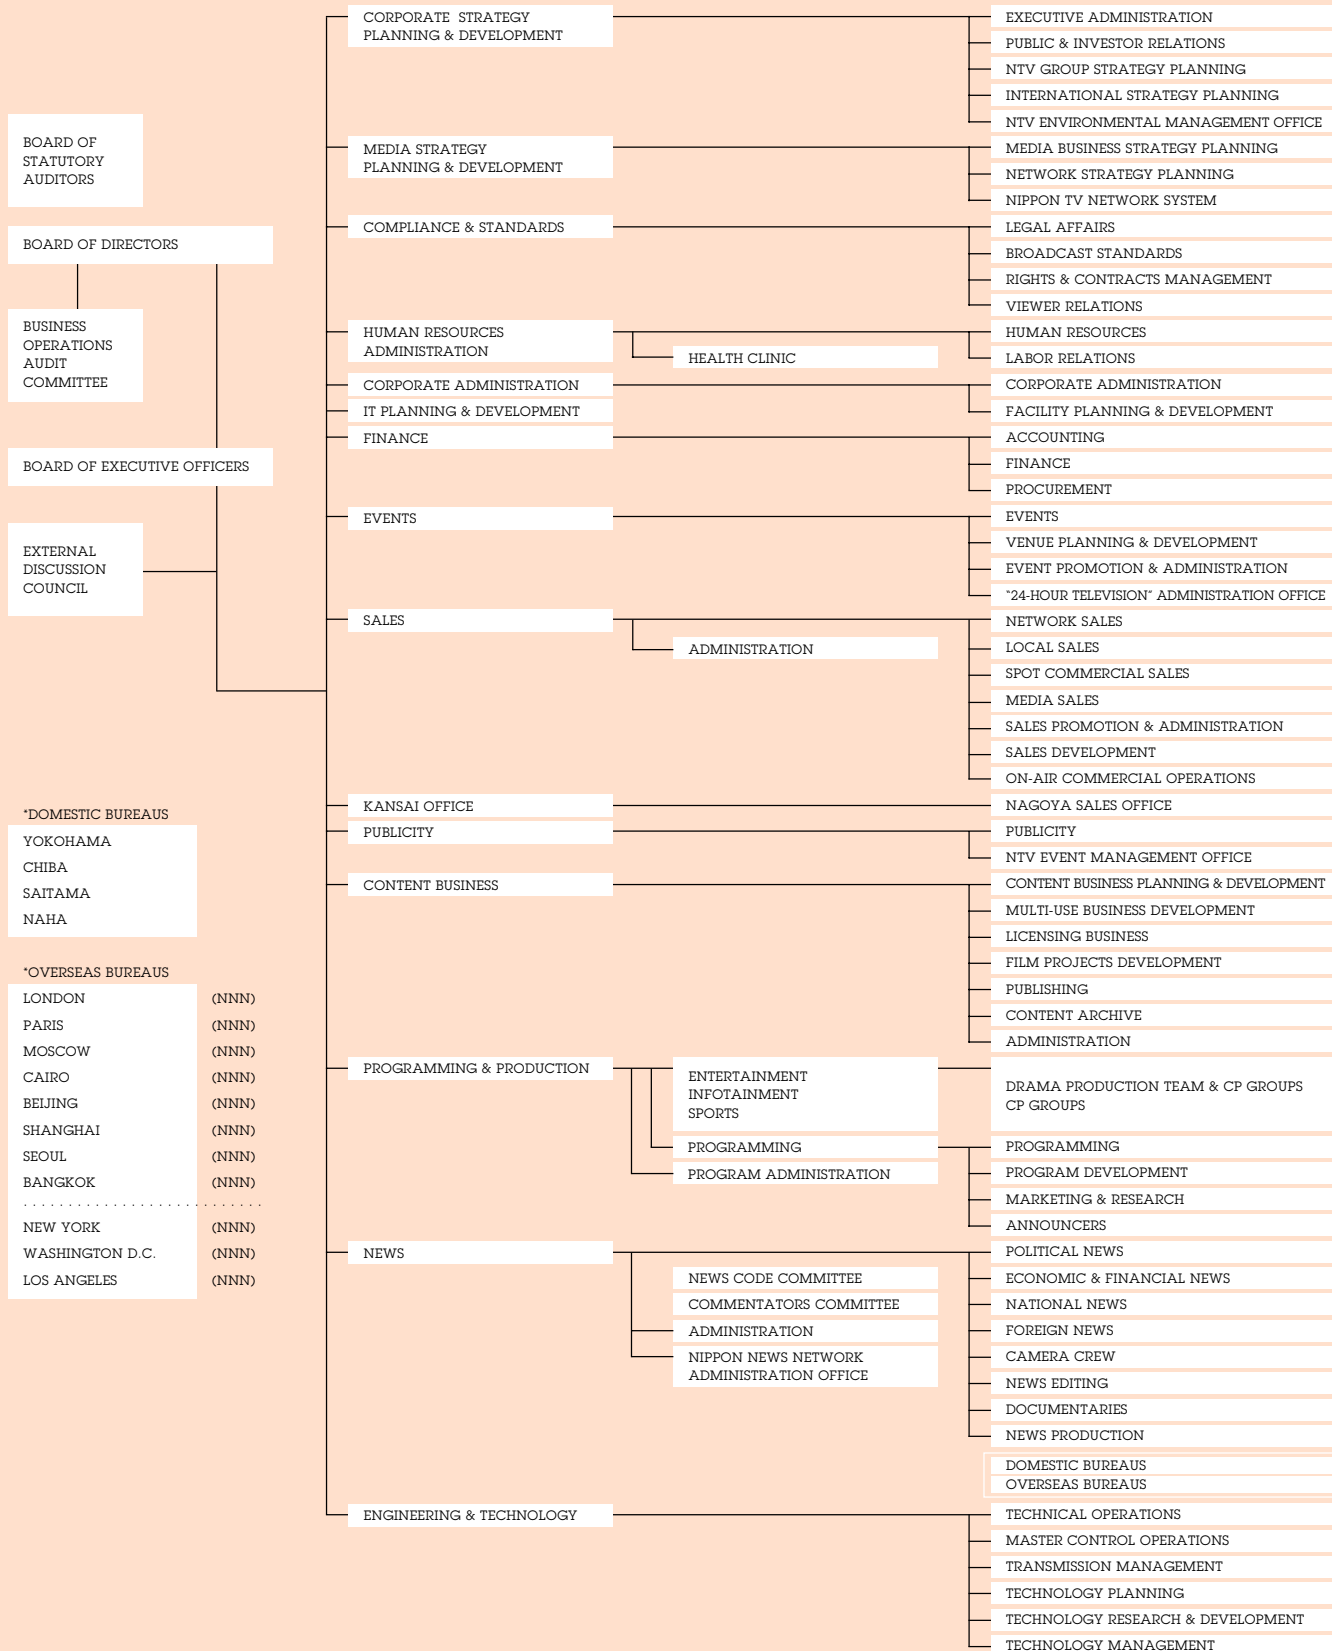 BOARD OF
STATUTORY
AUDITORS
BOARD OF DIRECTORS
BUSINESS
OPERATIONS
AUDIT
COMMITTEE
BOARD OF EXECUTIVE OFFICERS
EXTERNAL
DISCUSSION
COUNCIL
*DOMESTIC BUREAUS
YOKOHAMA
CHIBA
SAITAMA
NAHA
*OVERSEAS BUREAUS
LONDON (NNN)
PARIS (NNN)
MOSCOW (NNN)
CAIRO (NNN)
BEIJING (NNN)
SHANGHAI (NNN)
SEOUL (NNN)
BANGKOK (NNN)
NEW YORK (NNN)
WASHINGTON D.C. (NNN)
LOS ANGELES (NNN)
CORPORATE STRATEGY
PLANNING & DEVELOPMENT
EXECUTIVE ADMINISTRATION
PUBLIC & INVESTOR RELATIONS
NTV GROUP STRATEGY PLANNING
INTERNATIONAL STRATEGY PLANNING
NTV ENVIRONMENTAL MANAGEMENT OFFICE
MEDIA STRATEGY
PLANNING & DEVELOPMENT
MEDIA BUSINESS STRATEGY PLANNING
NETWORK STRATEGY PLANNING
NIPPON TV NETWORK SYSTEM
COMPLIANCE & STANDARDS
LEGAL AFFAIRS
BROADCAST STANDARDS
RIGHTS & CONTRACTS MANAGEMENT
VIEWER RELATIONS
HUMAN RESOURCES
ADMINISTRATION
HEALTH CLINIC
HUMAN RESOURCES
LABOR RELATIONS
CORPORATE ADMINISTRATION
CORPORATE ADMINISTRATION
FACILITY PLANNING & DEVELOPMENT
IT PLANNING & DEVELOPMENT
FINANCE
ACCOUNTING
FINANCE
PROCUREMENT
EVENTS
EVENTS
VENUE PLANNING & DEVELOPMENT
EVENT PROMOTION & ADMINISTRATION
"24-HOUR TELEVISION" ADMINISTRATION OFFICE
SALES
ADMINISTRATION
NETWORK SALES
LOCAL SALES
SPOT COMMERCIAL SALES
MEDIA SALES
SALES PROMOTION & ADMINISTRATION
SALES DEVELOPMENT
ON-AIR COMMERCIAL OPERATIONS
KANSAI OFFICE
NAGOYA SALES OFFICE
PUBLICITY
PUBLICITY
NTV EVENT MANAGEMENT OFFICE
CONTENT BUSINESS
CONTENT BUSINESS PLANNING & DEVELOPMENT
MULTI-USE BUSINESS DEVELOPMENT
LICENSING BUSINESS
FILM PROJECTS DEVELOPMENT
PUBLISHING
CONTENT ARCHIVE
ADMINISTRATION
PROGRAMMING & PRODUCTION
ENTERTAINMENT
INFOTAINMENT
SPORTS
DRAMA PRODUCTION TEAM & CP GROUPS
CP GROUPS
PROGRAMMING
PROGRAM ADMINISTRATION
PROGRAMMING
PROGRAM DEVELOPMENT
MARKETING & RESEARCH
ANNOUNCERS
NEWS
NEWS CODE COMMITTEE
COMMENTATORS COMMITTEE
ADMINISTRATION
NIPPON NEWS NETWORK
ADMINISTRATION OFFICE
POLITICAL NEWS
ECONOMIC & FINANCIAL NEWS
NATIONAL NEWS
FOREIGN NEWS
CAMERA CREW
NEWS EDITING
DOCUMENTARIES
NEWS PRODUCTION
DOMESTIC BUREAUS
OVERSEAS BUREAUS
ENGINEERING & TECHNOLOGY
TECHNICAL OPERATIONS
MASTER CONTROL OPERATIONS
TRANSMISSION MANAGEMENT
TECHNOLOGY PLANNING
TECHNOLOGY RESEARCH & DEVELOPMENT
TECHNOLOGY MANAGEMENT